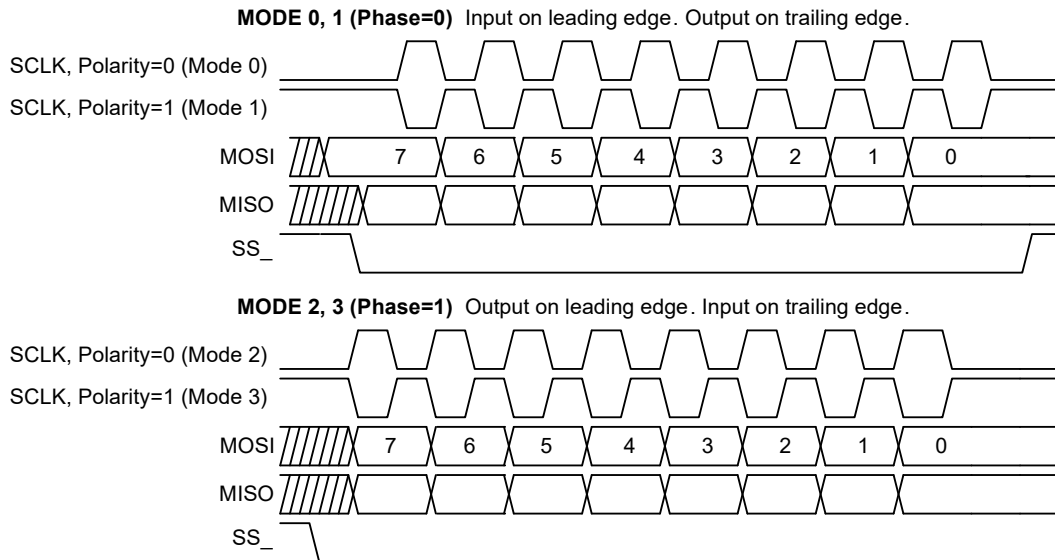 MODE 0, 1 (Phase=0) Input on leading edge. Output on trailing edge.
SCLK, Polarity=0 (Mode 0)
SCLK, Polarity=1 (Mode 1)
MOSI 7 6 5 4 3 2 1 0
MISO
SS_
MODE 2, 3 (Phase=1) Output on leading edge. Input on trailing edge.
SCLK, Polarity=0 (Mode 2)
SCLK, Polarity=1 (Mode 3)
MOSI 7 6 5 4 3 2 1 0
MISO
SS_